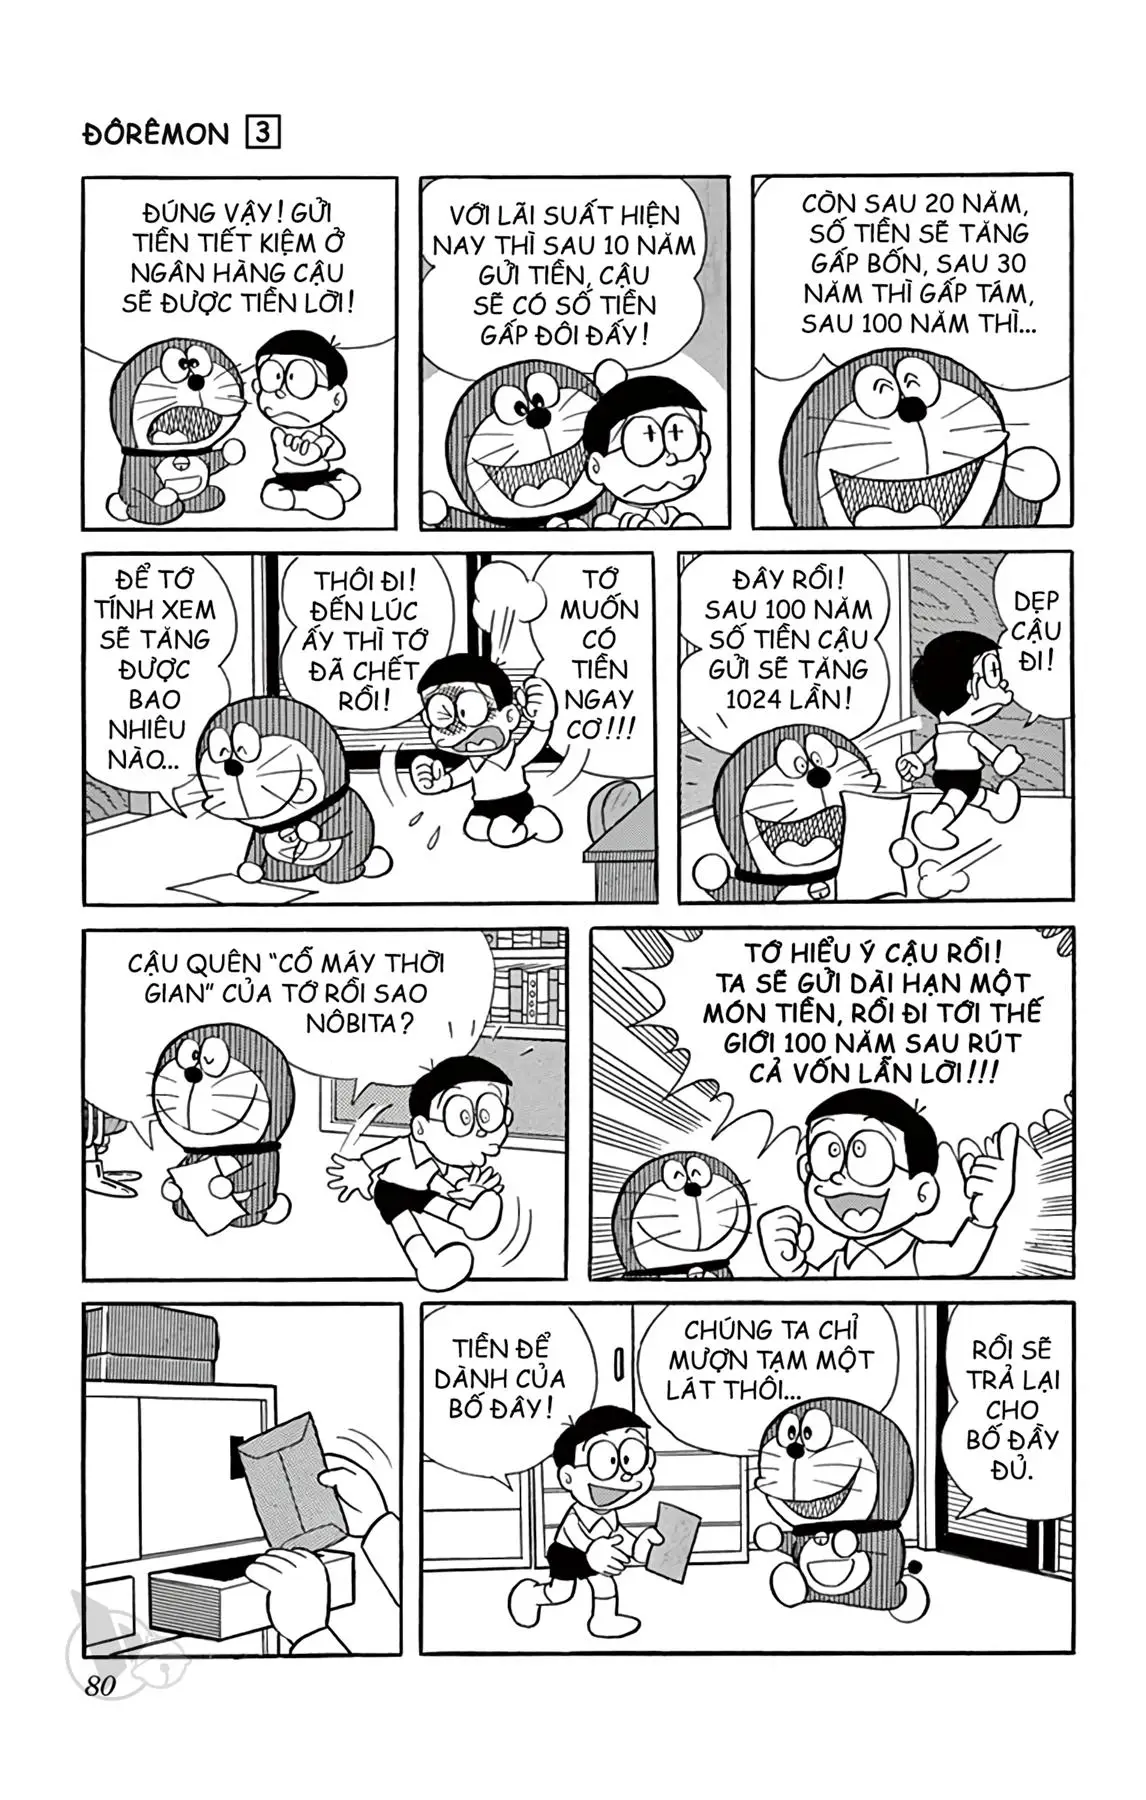 ĐÔRÊMON 3
ĐÚNG VẬY! GỬI
TIỀN TIẾT KIỆM Ở
NGÂN HÀNG CẬU
SẼ ĐƯỢC TIỀN LỜI!
VỚI LÃI SUẤT HIỆN
NAY THÌ SAU 10 NĂM
GỬI TIỀN, CẬU
SẼ CÓ SỐ TIỀN
GẤP ĐÔI ĐẤY!
CÒN SAU 20 NĂM,
SỐ TIỀN SẼ TĂNG
GẤP BỐN, SAU 30
NĂM THÌ GẤP TÁM,
SAU 100 NĂM THÌ...
ĐỂ TỚ
TÍNH XEM
SẼ TĂNG
ĐƯỢC
BAO
NHIÊU
NÀO...
THÔI ĐI!
ĐẾN LÚC
ẤY THÌ TỚ
ĐÃ CHẾT
RỒI!
TỚ
MUỐN
CÓ
TIỀN
NGAY
CƠ!!!
ĐÂY RỒI!
SAU 100 NĂM
SỐ TIỀN CẬU
GỬI SẼ TĂNG
1024 LẦN!
DẸP
CẬU
ĐI!
CẬU QUÊN “CỖ MÁY THỜI
GIAN” CỦA TỚ RỒI SAO
NÔBITA?
TỚ HIỂU Ý CẬU RỒI!
TA SẼ GỬI DÀI HẠN MỘT
MÓN TIỀN, RỒI ĐI TỚI THẾ
GIỚI 100 NĂM SAU RÚT
CẢ VỐN LẪN LỜI!!!
TIỀN ĐỂ
DÀNH CỦA
BỐ ĐÂY!
CHÚNG TA CHỈ
MƯỢN TẠM MỘT
LÁT THÔI...
RỒI SẼ
TRẢ LẠI
CHO
BỐ ĐẦY
ĐỦ.
80